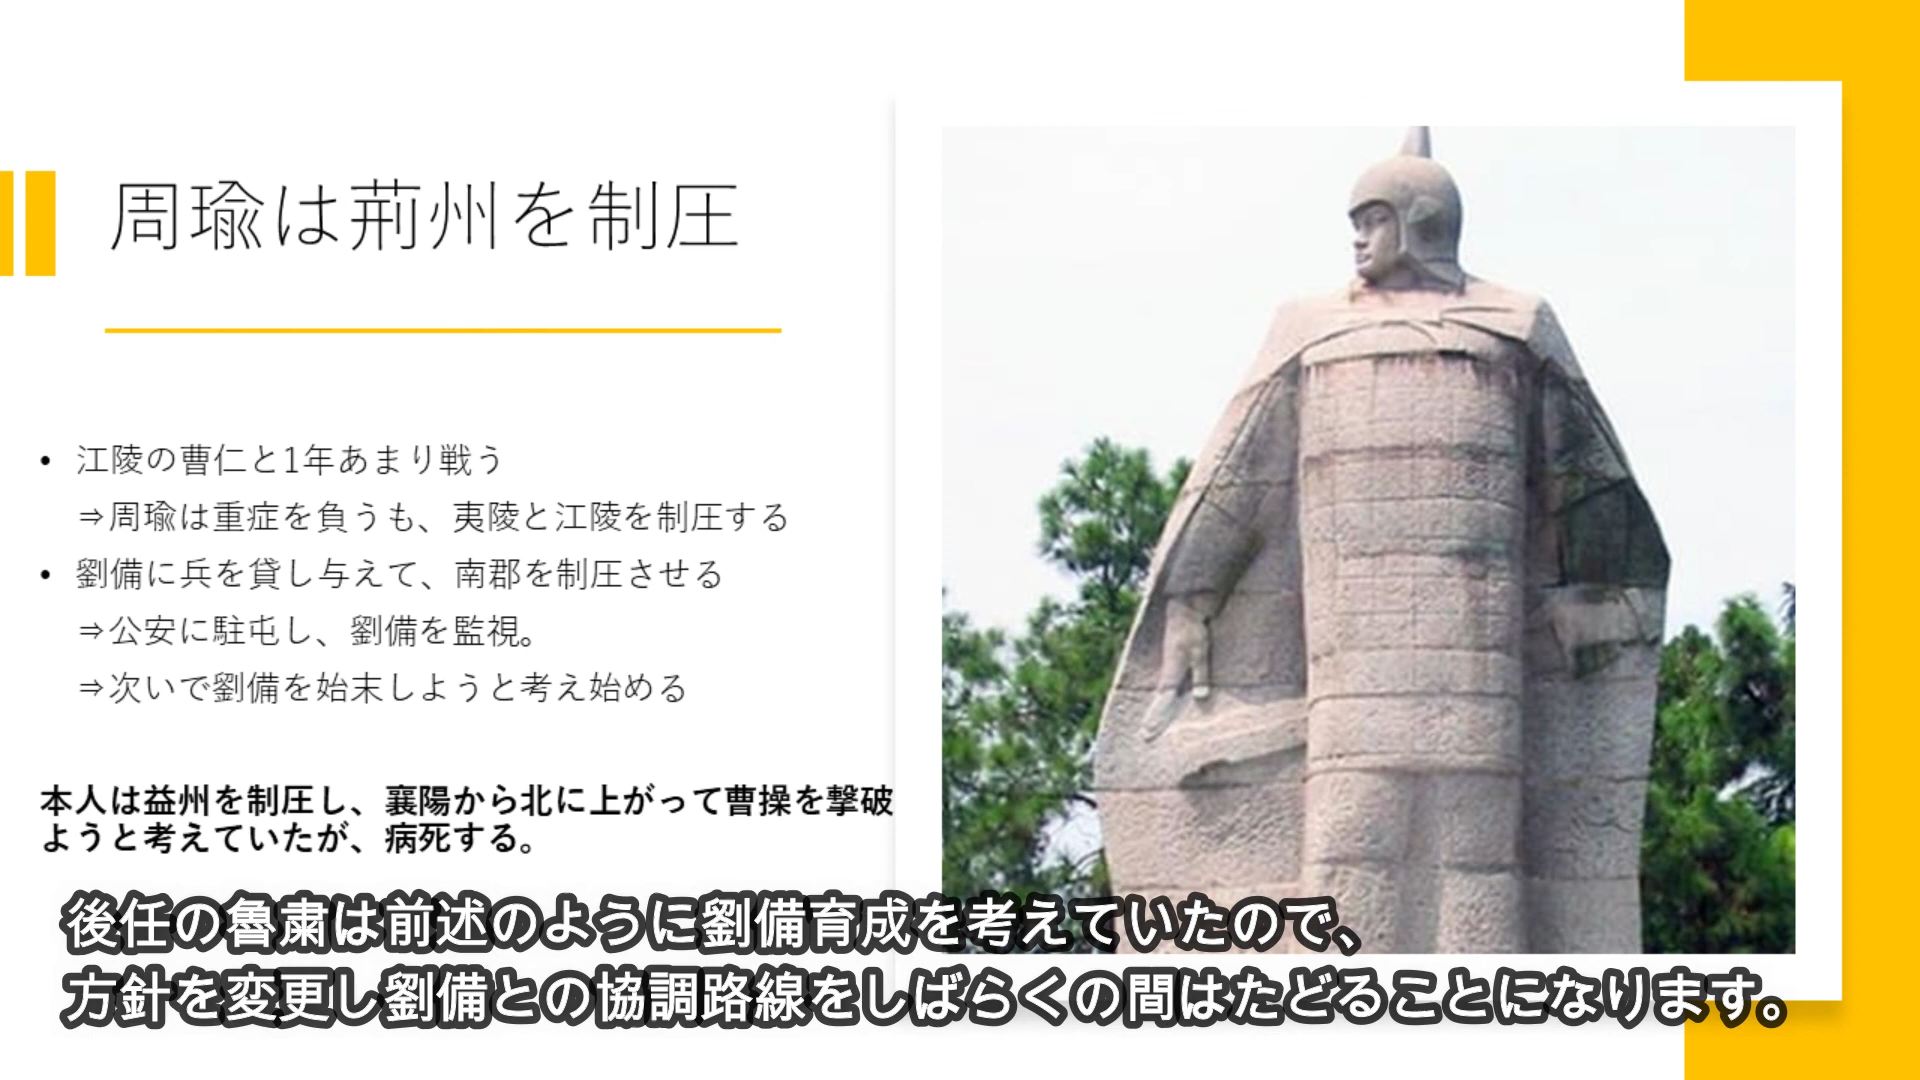 周瑜は荊州を制圧
• 江陵の曹仁と1年あまり戦う
⇒周瑜は重症を負うも、夷陵と江陵を制圧する
• 劉備に兵を貸し与えて、南郡を制圧させる
⇒公安に駐屯し、劉備を監視。
⇒次いで劉備を始末しようと考え始める
本人は益州を制圧し、襄陽から北に上がって曹操を撃破
ようと考えていたが、病死する。
後任の魯粛は前述のように劉備育成を考えていたので、
方針を変更し劉備との協調路線をしばらくの間はたどることになります。